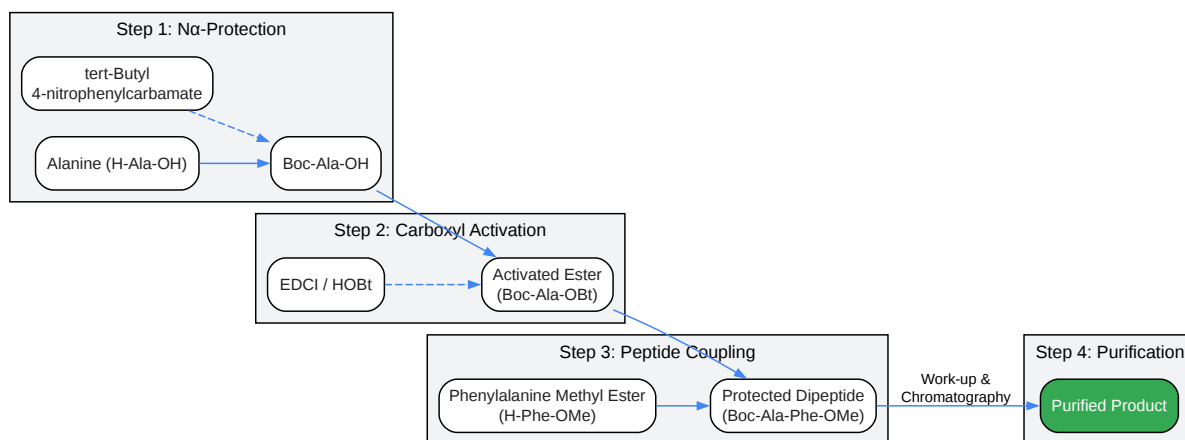 Step 1: Nα-Protection
tert-Butyl
4-nitrophenylcarbamate
Alanine (H-Ala-OH)
Boc-Ala-OH
Step 2: Carboxyl Activation
EDCI / HOBt
Activated Ester
(Boc-Ala-OBt)
Step 3: Peptide Coupling
Phenylalanine Methyl Ester
(H-Phe-OMe)
Protected Dipeptide
(Boc-Ala-Phe-OMe)
Work-up &
Chromatography
Step 4: Purification
Purified Product